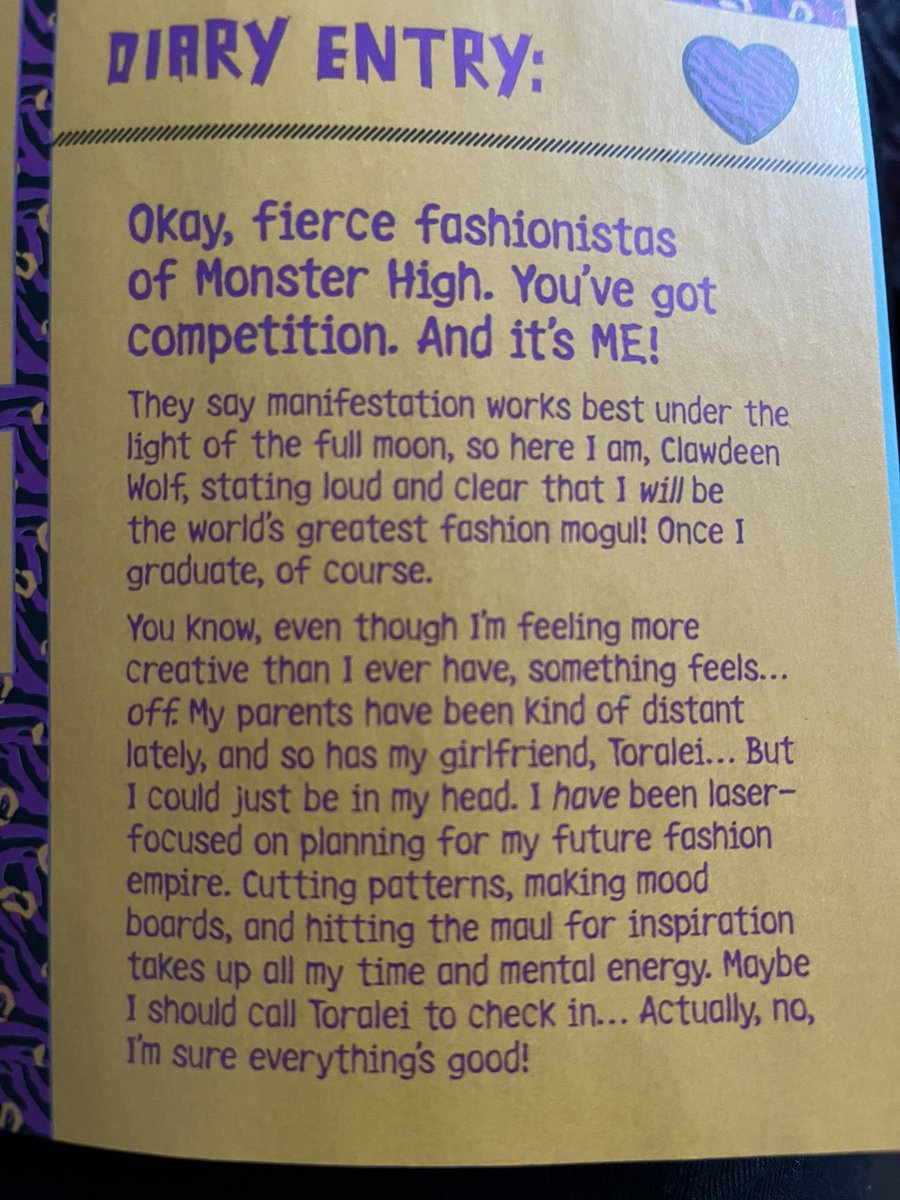 DIARY ENTRY:
Okay, fierce fashionistas
of Monster High. You've got
competition. And it's ME!
They say manifestation works best under the
light of the full moon, so here I am, Clawdeen
Wolf, stating loud and clear that I will be
the world's greatest fashion mogul! Once I
graduate, of course.
You know, even though I'm feeling more
creative than I ever have, something feels...
off. My parents have been kind of distant
lately, and so has my girlfriend, Toralei... But
I could just be in my head. I have been laser-
focused on planning for my future fashion
empire. Cutting patterns, making mood
boards, and hitting the maul for inspiration
takes up all my time and mental energy. Maybe
I should call Toralei to check in... Actually, no,
I'm sure everything's good!